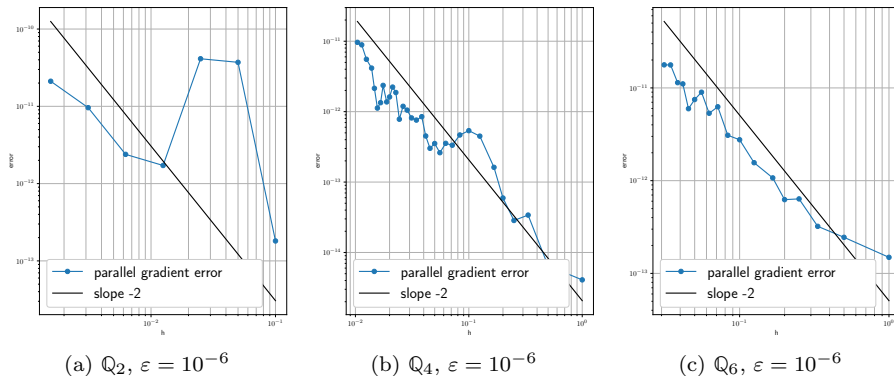 10⁻¹⁰
10⁻¹¹
10⁻¹²
10⁻¹³
error
parallel gradient error
slope -2
10⁻²
10⁻¹
h
(a) ℚ₂, ε = 10⁻⁶
10⁻¹¹
10⁻¹²
10⁻¹³
10⁻¹⁴
error
parallel gradient error
slope -2
10⁻²
10⁻¹
10⁰
h
(b) ℚ₄, ε = 10⁻⁶
10⁻¹¹
10⁻¹²
10⁻¹³
error
parallel gradient error
slope -2
10⁻¹
10⁰
h
(c) ℚ₆, ε = 10⁻⁶